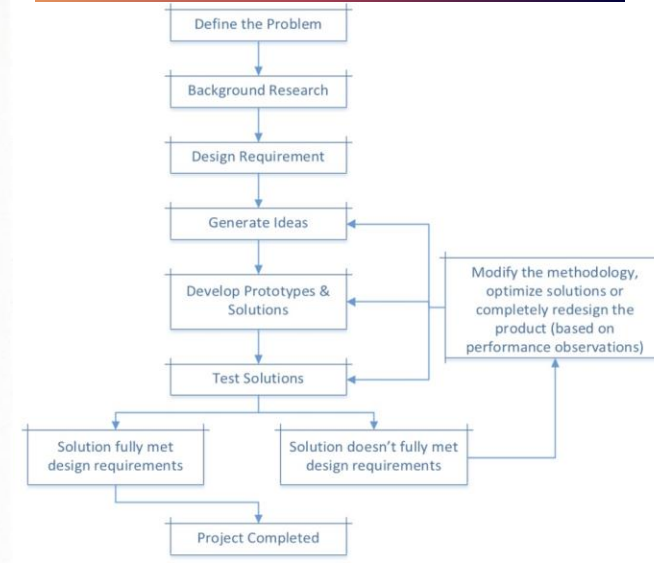 Define the Problem
Background Research
Design Requirement
Generate Ideas
Develop Prototypes &
Solutions
Modify the methodology,
optimize solutions or
completely redesign the
product (based on
performance observations)
Test Solutions
Solution fully met
design requirements
Solution doesn't fully met
design requirements
Project Completed